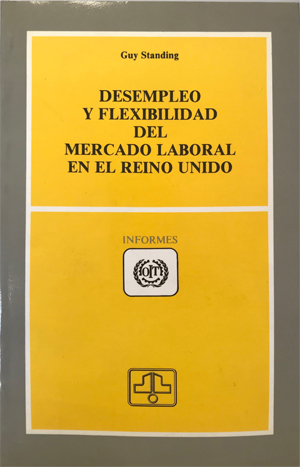 Guy Standing
DESEMPLEO
Y FLEXIBILIDAD
DEL
MERCADO LABORAL
EN EL REINO UNIDO
INFORMES
OIT